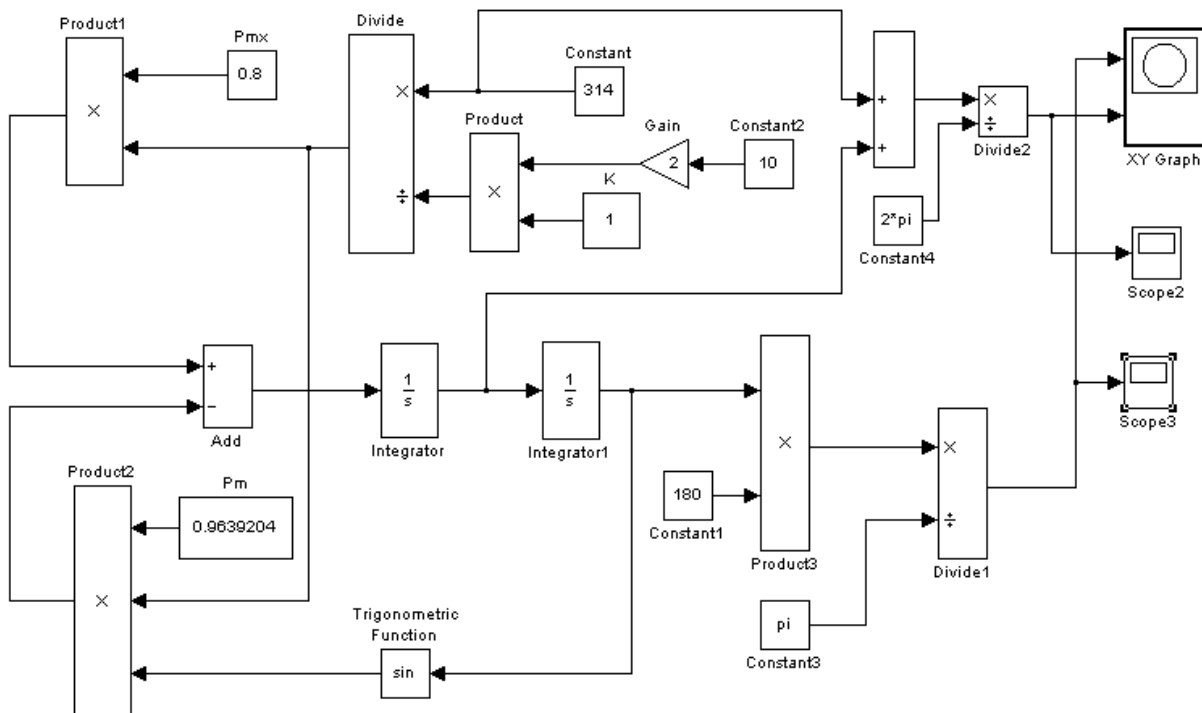 Product1
Pmx
0.8
×
Divide
×
÷
Constant
314
Product
×
Gain
2
Constant2
10
K
1
+
+
×
÷
Divide2
2*pi
Constant4
XY Graph
Scope2
Scope3
+
−
Add
1
s
Integrator
1
s
Integrator1
180
Constant1
×
Product3
×
÷
Divide1
pi
Constant3
Product2
Pm
0.9639204
×
Trigonometric
Function
sin